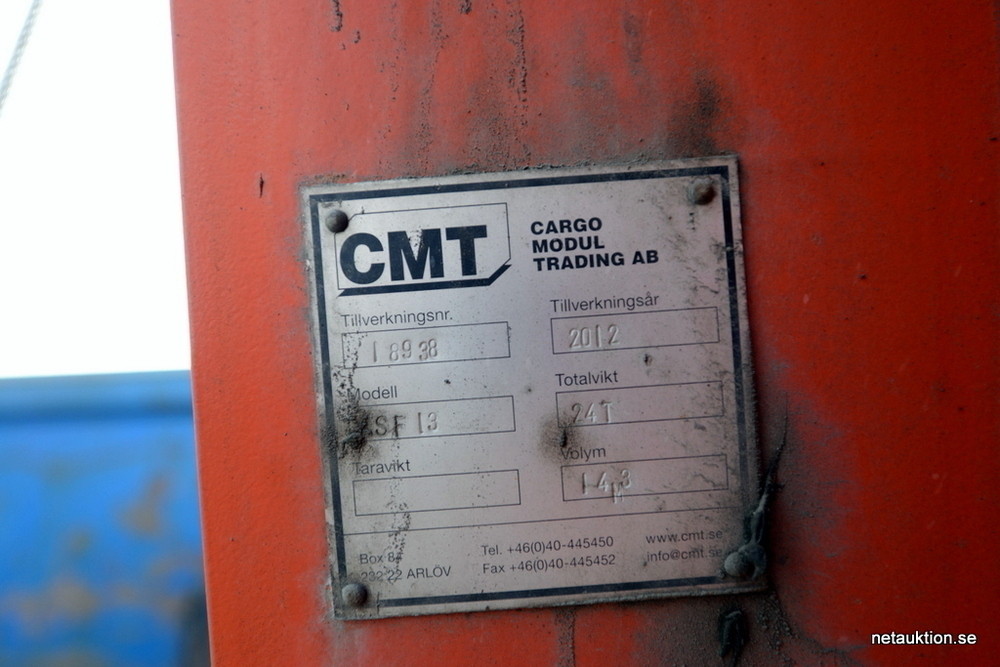 CMT
CARGO
MODUL
TRADING AB
Tillverkningsnr.
18938
Tillverkningsår
2012
Modell
SF 13
Totalvikt
24T
Taravikt
Volym
14 M3
Box 84
232 22 ARLÖV
Tel. +46(0)40-445450
Fax +46(0)40-445452
www.cmt.se
info@cmt.se
netauktion.se